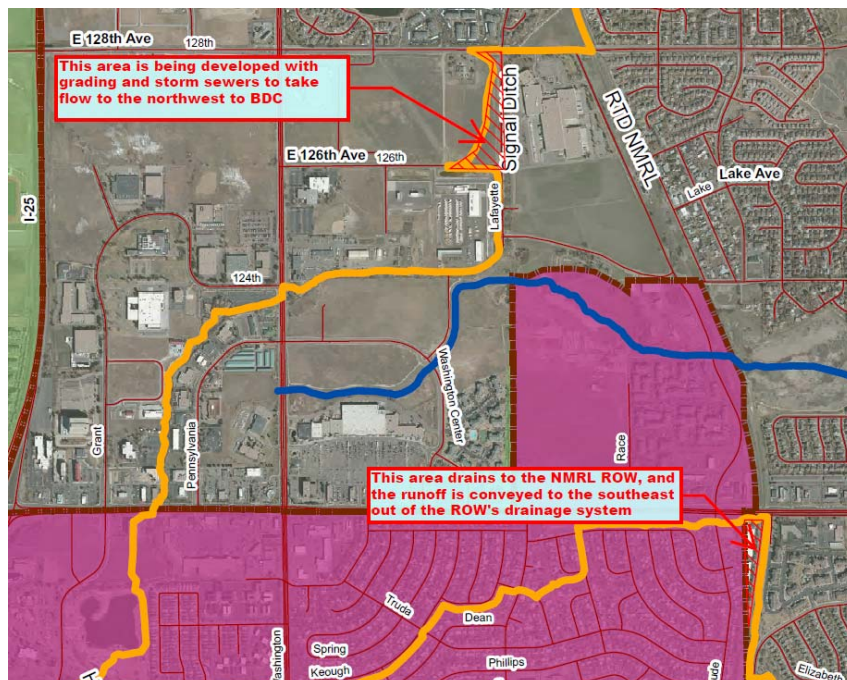 E 128th Ave
128th
This area is being developed with
grading and storm sewers to take
flow to the northwest to BDC
Signal Ditch
RTD NMRL
E 126th Ave
126th
Lake
Lake Ave
I-25
Lafayette
124th
Washington Center
Grant
Pennsylvania
Race
This area drains to the NMRL ROW, and
the runoff is conveyed to the southeast
out of the ROW's drainage system
Truda
Dean
Washington
Spring
Keough
Phillips
ude
Elizabeth
H